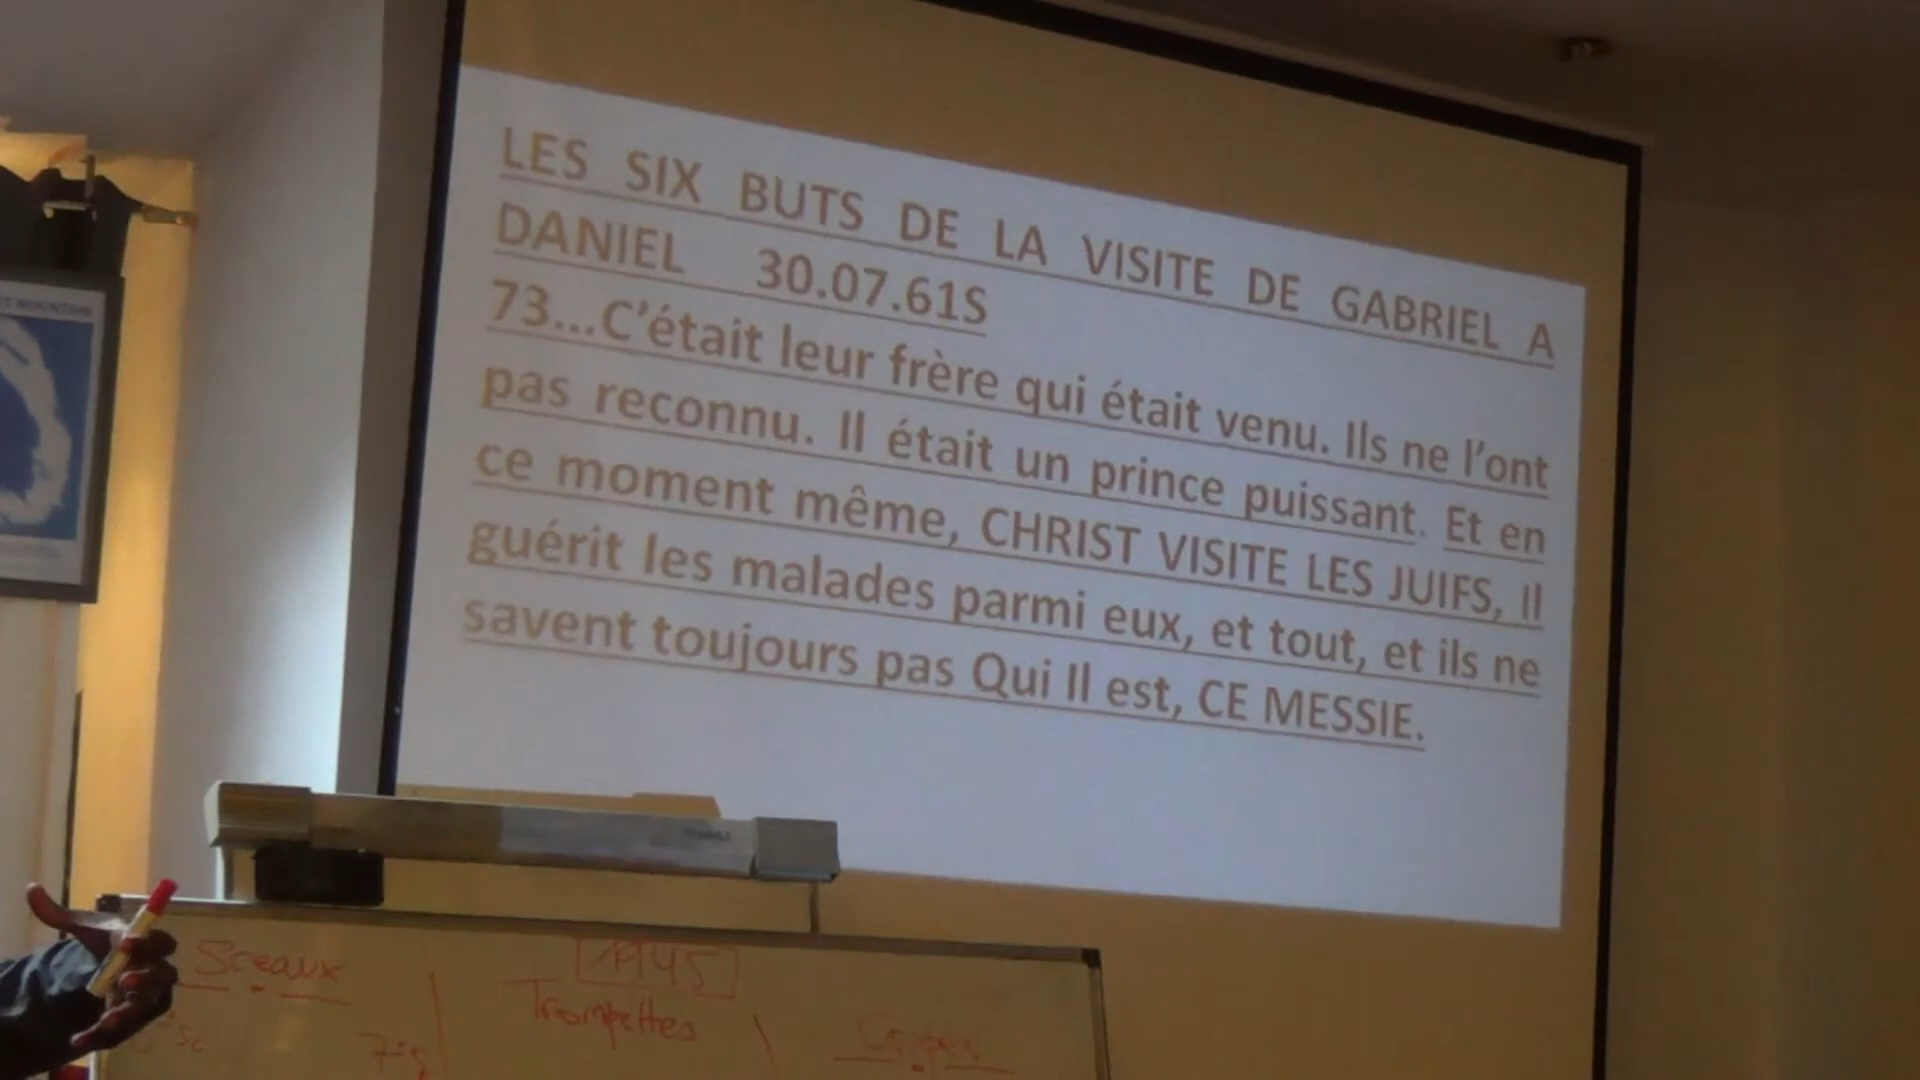 LES SIX BUTS DE LA VISITE DE GABRIEL A
DANIEL 30.07.61S
73...C'était leur frère qui était venu. Ils ne l'ont
pas reconnu. Il était un prince puissant. Et en
ce moment même, CHRIST VISITE LES JUIFS, Il
guérit les malades parmi eux, et tout, et ils ne
savent toujours pas Qui Il est, CE MESSIE.
Sceaux
1945
Trompettes